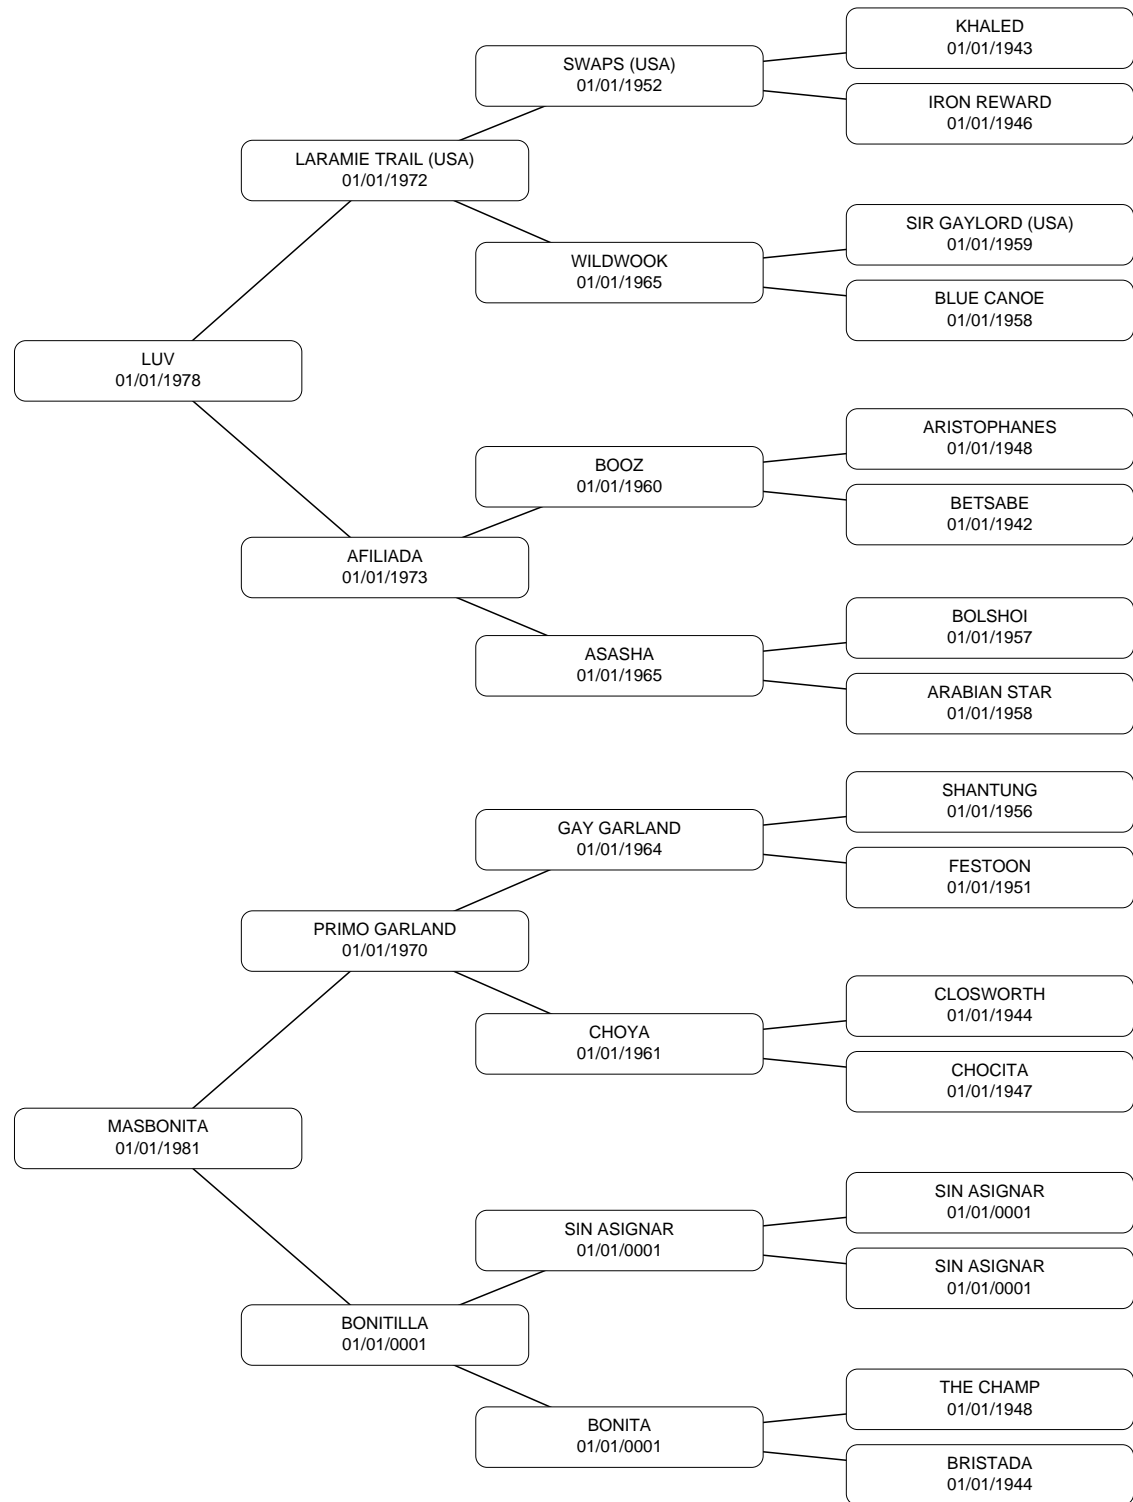 KHALED
01/01/1943
SWAPS (USA)
01/01/1952
IRON REWARD
01/01/1946
LARAMIE TRAIL (USA)
01/01/1972
SIR GAYLORD (USA)
01/01/1959
WILDWOOK
01/01/1965
BLUE CANOE
01/01/1958
LUV
01/01/1978
ARISTOPHANES
01/01/1948
BOOZ
01/01/1960
BETSABE
01/01/1942
AFILIADA
01/01/1973
BOLSHOI
01/01/1957
ASASHA
01/01/1965
ARABIAN STAR
01/01/1958
SHANTUNG
01/01/1956
GAY GARLAND
01/01/1964
FESTOON
01/01/1951
PRIMO GARLAND
01/01/1970
CLOSWORTH
01/01/1944
CHOYA
01/01/1961
CHOCITA
01/01/1947
MASBONITA
01/01/1981
SIN ASIGNAR
01/01/0001
SIN ASIGNAR
01/01/0001
SIN ASIGNAR
01/01/0001
BONITILLA
01/01/0001
THE CHAMP
01/01/1948
BONITA
01/01/0001
BRISTADA
01/01/1944